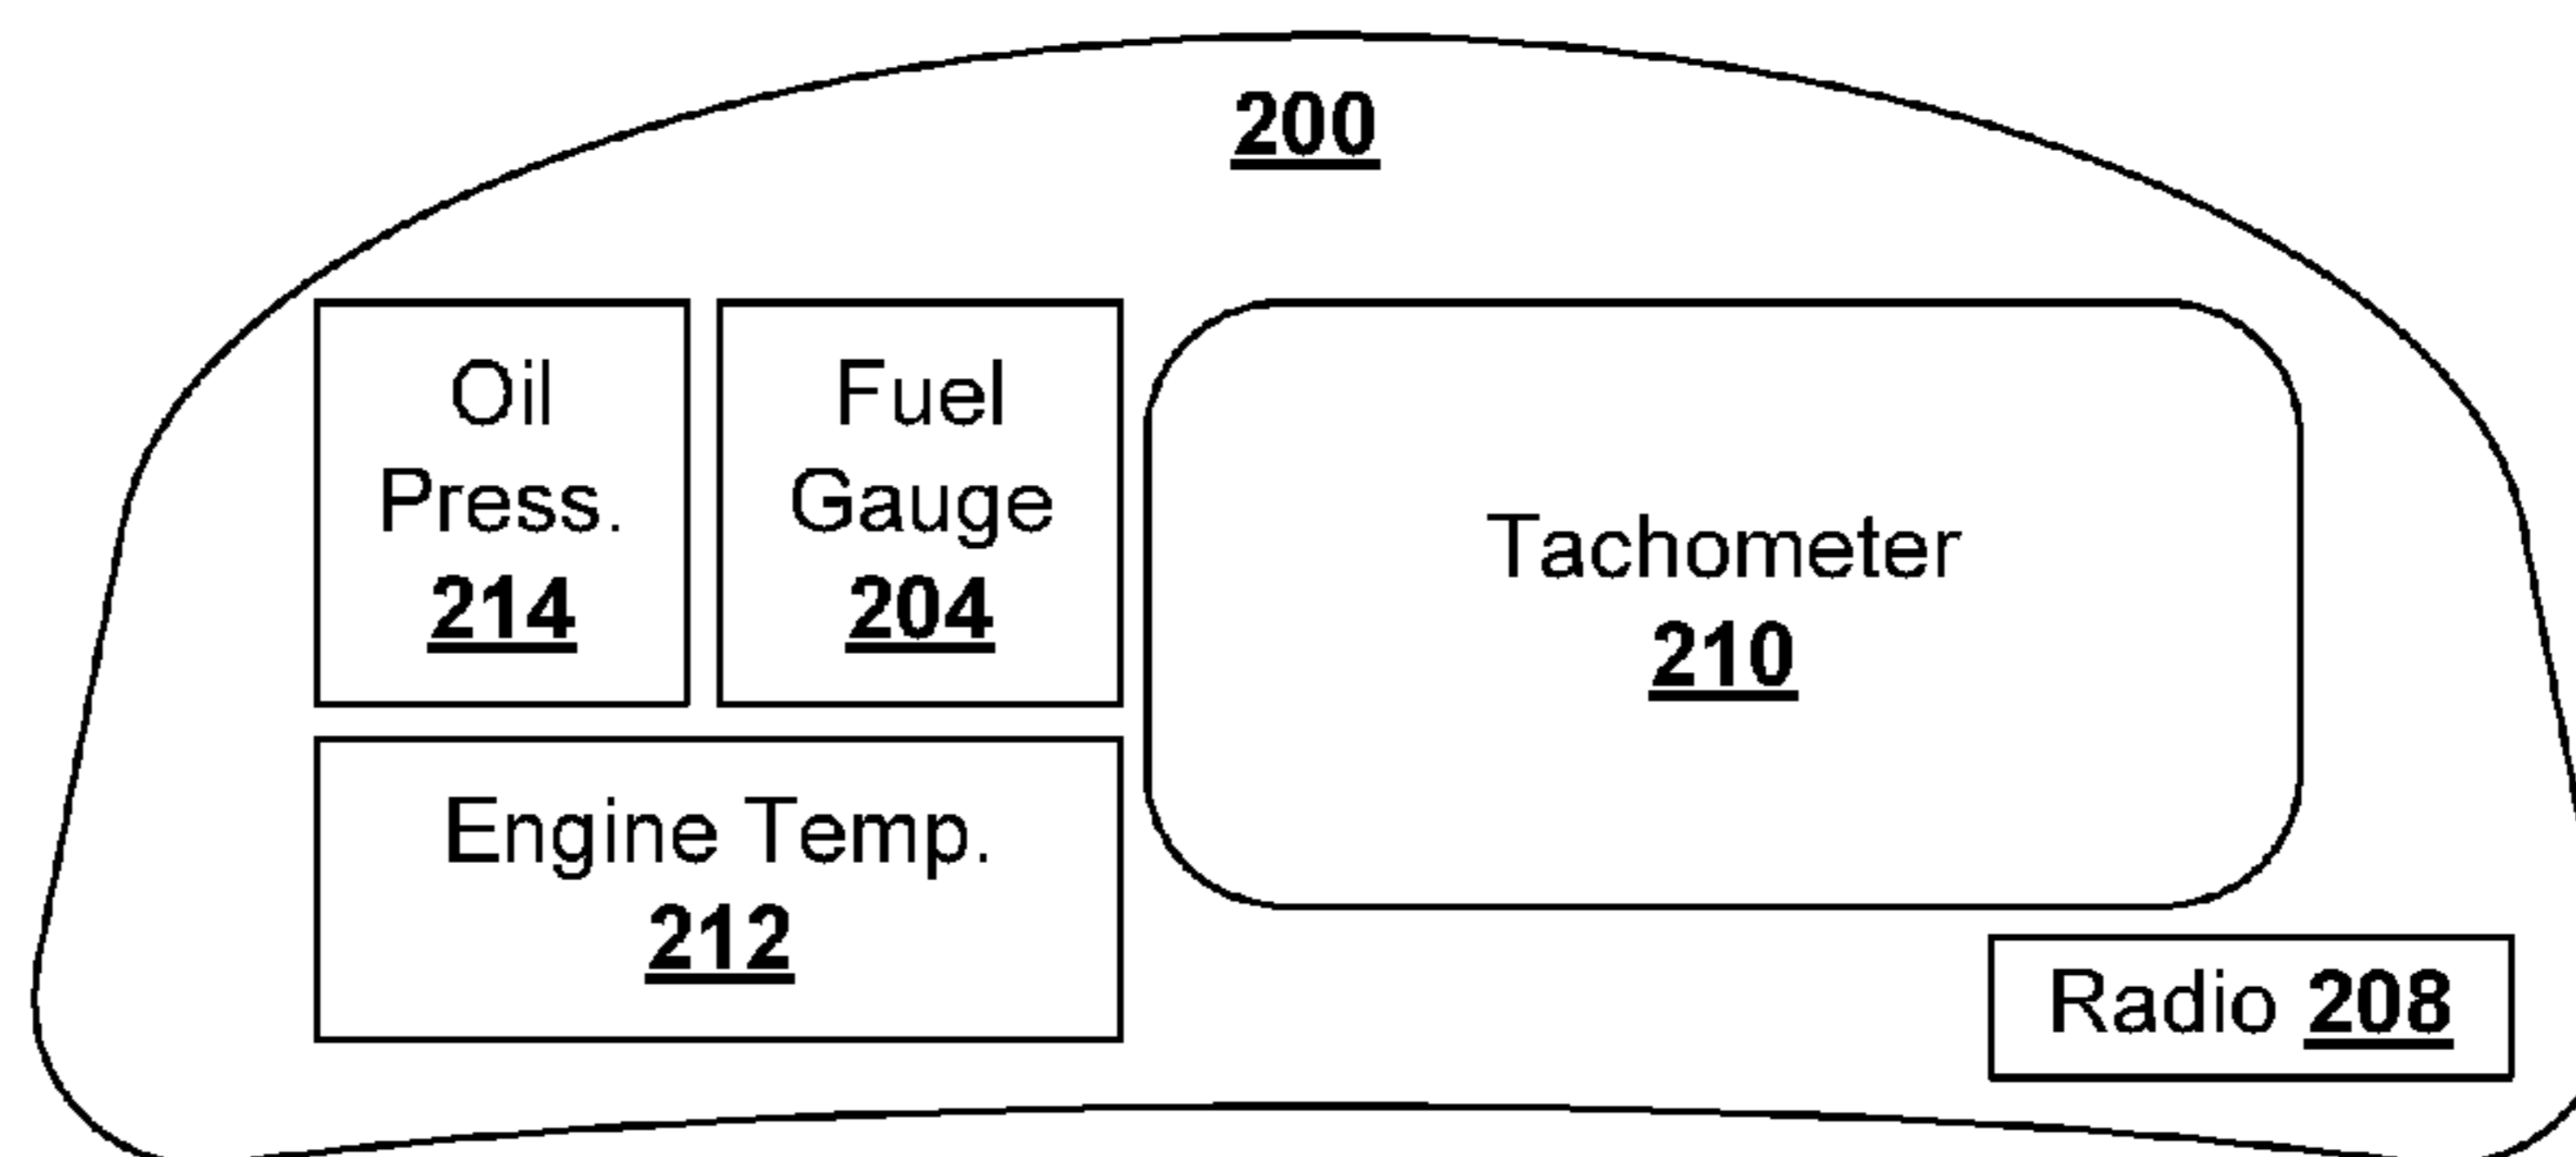 200
Oil
Press.
214
Fuel
Gauge
204
Tachometer
210
Engine Temp.
212
Radio 208